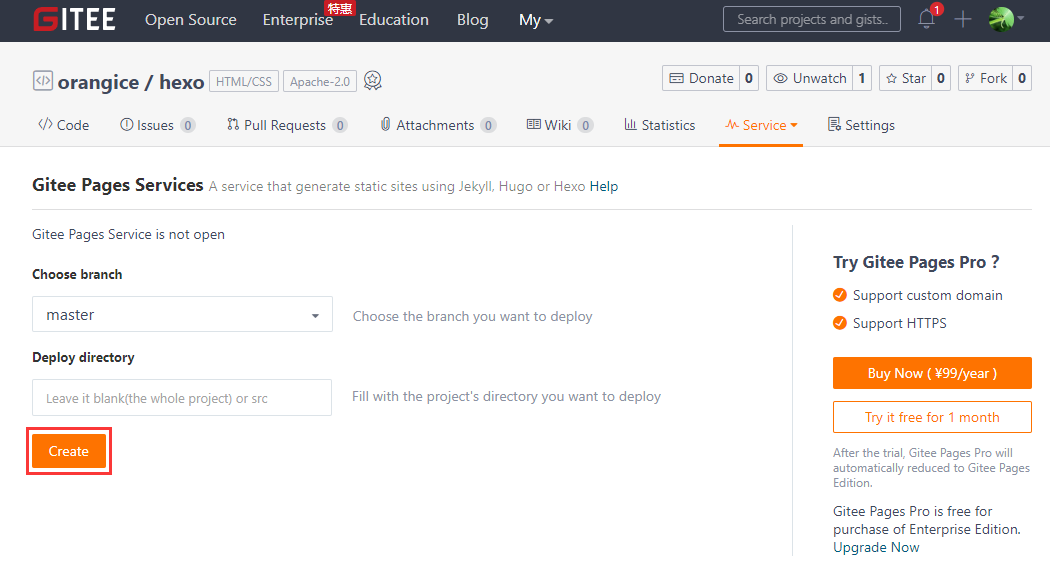 GITEE Open Source Enterprise 特惠 Education Blog My Search projects and gists.. 1
orangice / hexo HTML/CSS Apache-2.0 Donate 0 Unwatch 1 Star 0 Fork 0
Code Issues 0 Pull Requests 0 Attachments 0 Wiki 0 Statistics Service Settings
Gitee Pages Services A service that generate static sites using Jekyll, Hugo or Hexo Help
Gitee Pages Service is not open
Choose branch
master Choose the branch you want to deploy
Deploy directory
Leave it blank(the whole project) or src Fill with the project's directory you want to deploy
Create
Try Gitee Pages Pro ?
Support custom domain
Support HTTPS
Buy Now ( ¥99/year )
Try it free for 1 month
After the trial, Gitee Pages Pro will
automatically reduced to Gitee Pages
Edition.
Gitee Pages Pro is free for
purchase of Enterprise Edition.
Upgrade Now